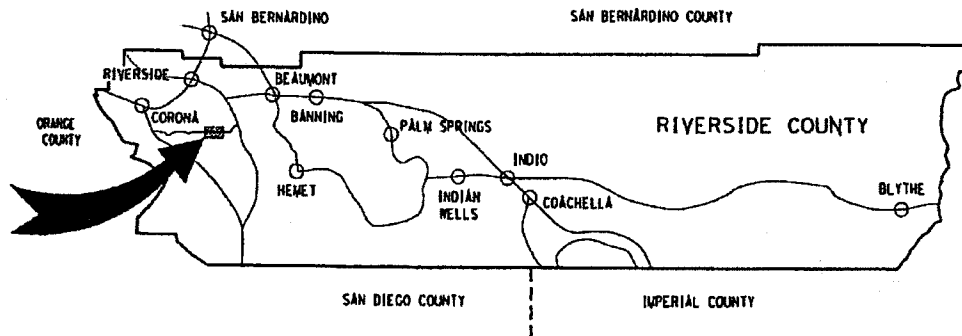 SAN BERNARDINO
SAN BERNARDINO COUNTY
RIVERSIDE
BEAUMONT
CORONA
BANNING
ORANGE
COUNTY
PALM SPRINGS
RIVERSIDE COUNTY
HEMET
INDIO
INDIAN
WELLS
COACHELLA
BLYTHE
SAN DIEGO COUNTY
IMPERIAL COUNTY